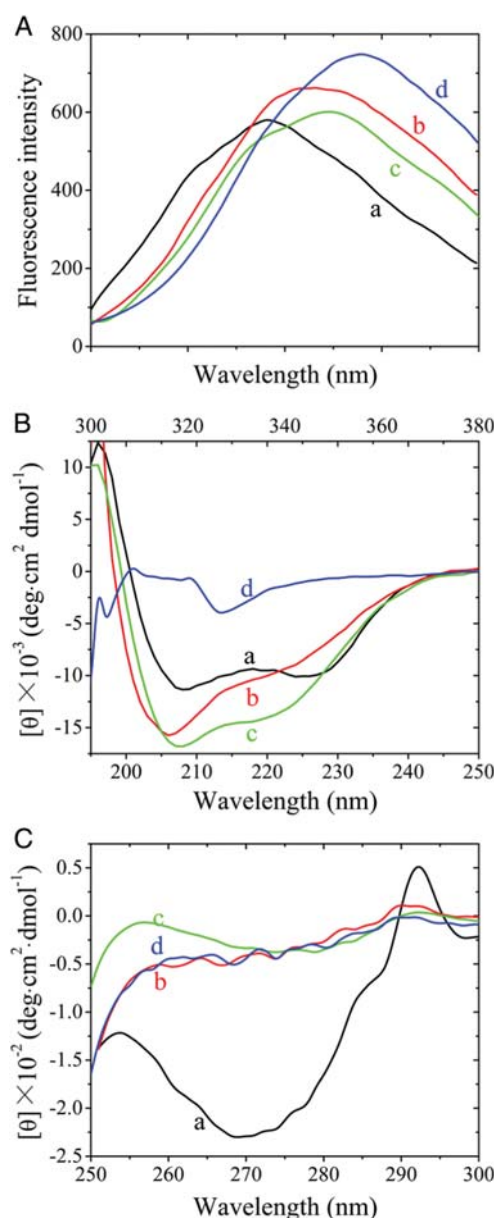 A
800
600
400
200
0
Fluorescence intensity
d
b
c
a
Wavelength (nm)
B
300 320 340 360 380
10
5
0
-5
-10
-15
[θ] ×10⁻³ (deg·cm² dmol⁻¹)
d
a
b
c
200 210 220 230 240 250
Wavelength (nm)
C
0.5
0.0
-0.5
-1.0
-1.5
-2.0
-2.5
[θ] ×10⁻² (deg·cm²·dmol⁻¹)
c
d
b
a
250 260 270 280 290 300
Wavelength (nm)